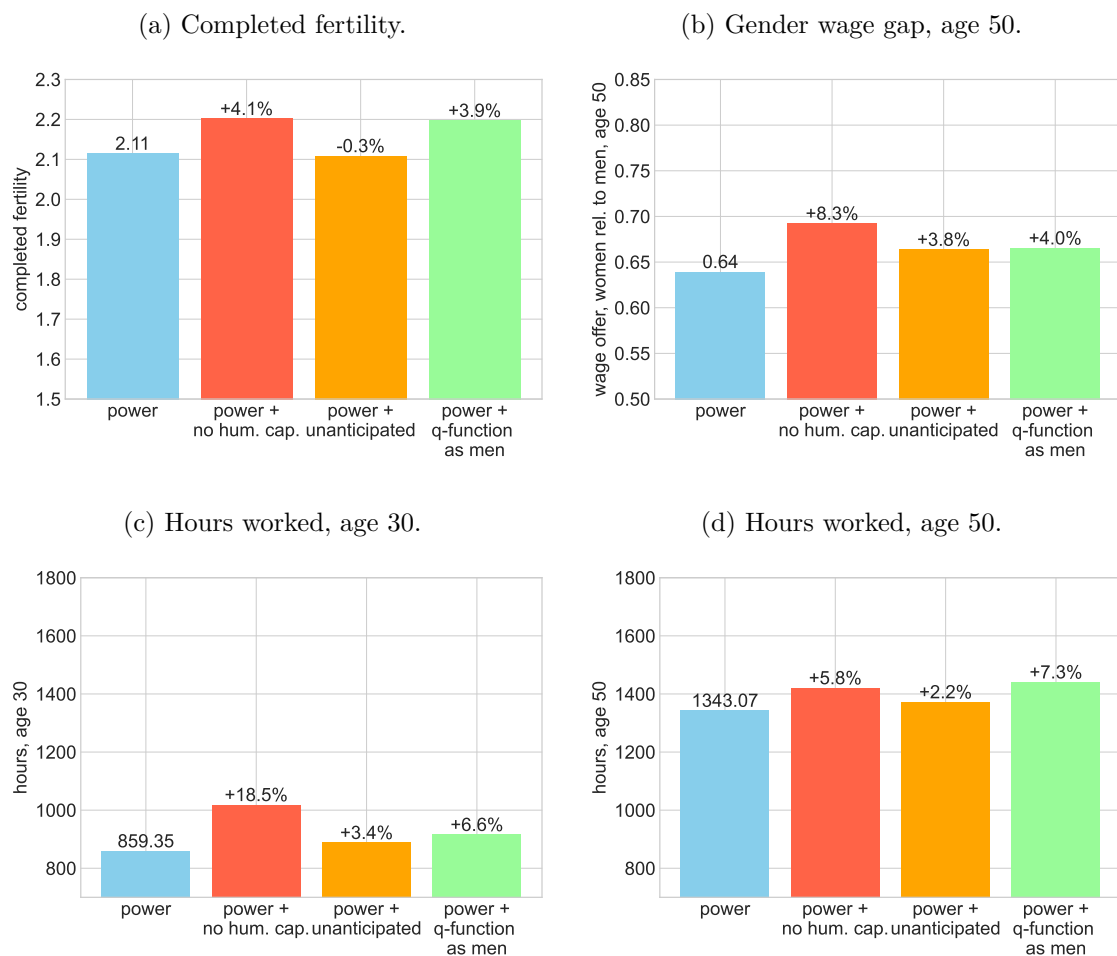 (a) Completed fertility.
completed fertility
2.3
2.2
2.1
2.0
1.9
1.8
1.7
1.6
1.5
2.11
+4.1%
-0.3%
+3.9%
power
power +
no hum. cap.
power +
unanticipated
power +
q-function
as men
(b) Gender wage gap, age 50.
wage offer, women rel. to men, age 50
0.85
0.80
0.75
0.70
0.65
0.60
0.55
0.50
0.64
+8.3%
+3.8%
+4.0%
power
power +
no hum. cap.
power +
unanticipated
power +
q-function
as men
(c) Hours worked, age 30.
hours, age 30
1800
1600
1400
1200
1000
800
859.35
+18.5%
+3.4%
+6.6%
power
power +
no hum. cap.
power +
unanticipated
power +
q-function
as men
(d) Hours worked, age 50.
hours, age 50
1800
1600
1400
1200
1000
800
1343.07
+5.8%
+2.2%
+7.3%
power
power +
no hum. cap.
power +
unanticipated
power +
q-function
as men